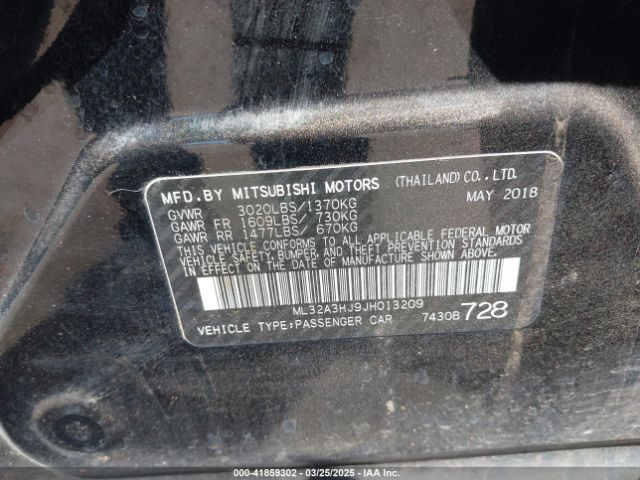 MFD.BY MITSUBISHI MOTORS (THAILAND) CO.,LTD.
GVWR 3020LBS/1370KG MAY 2018
GAWR FR 1609LBS/ 730KG
GAWR RR 1477LBS/ 670KG
THIS VEHICLE CONFORMS TO ALL APPLICABLE FEDERAL MOTOR
VEHICLE SAFETY, BUMPER, AND THEFT PREVENTION STANDARDS
IN EFFECT ON THE DATE OF MANUFACTURE SHOWN ABOVE.
ML32A3HJ9JH013209
VEHICLE TYPE:PASSENGER CAR 7430B 728
000-41859302 - 03/25/2025 - IAA Inc.